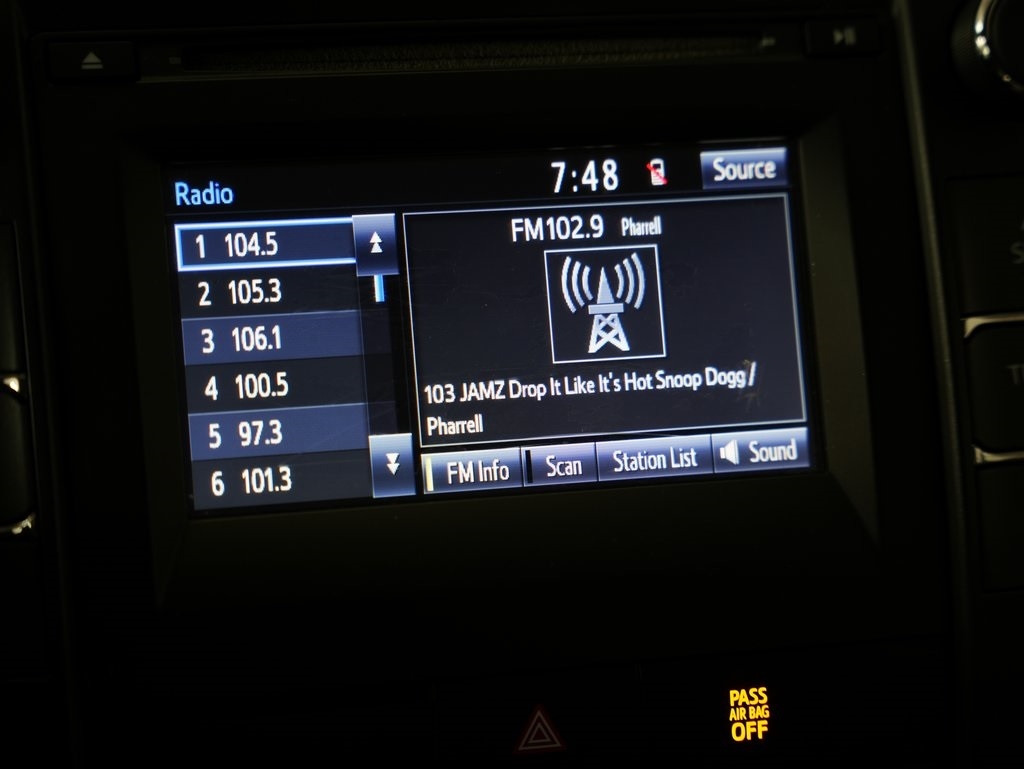 7:48
Source
Radio
1 104.5
2 105.3
3 106.1
4 100.5
5 97.3
6 101.3
FM102.9 Pharrell
103 JAMZ Drop It Like It's Hot Snoop Dogg/
Pharrell
FM Info
Scan
Station List
Sound
PASS
AIR BAG
OFF